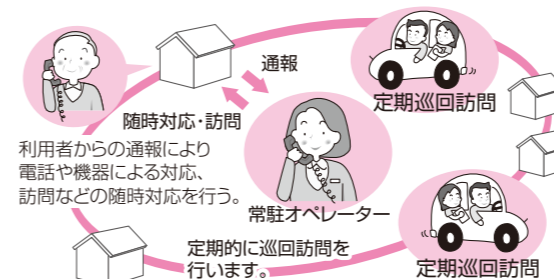 通報
定期巡回訪問
随時対応・訪問
利用者からの通報により
電話や機器による対応、
訪問などの随時対応を行う。
常駐オペレーター
定期的に巡回訪問を
行います。
定期巡回訪問